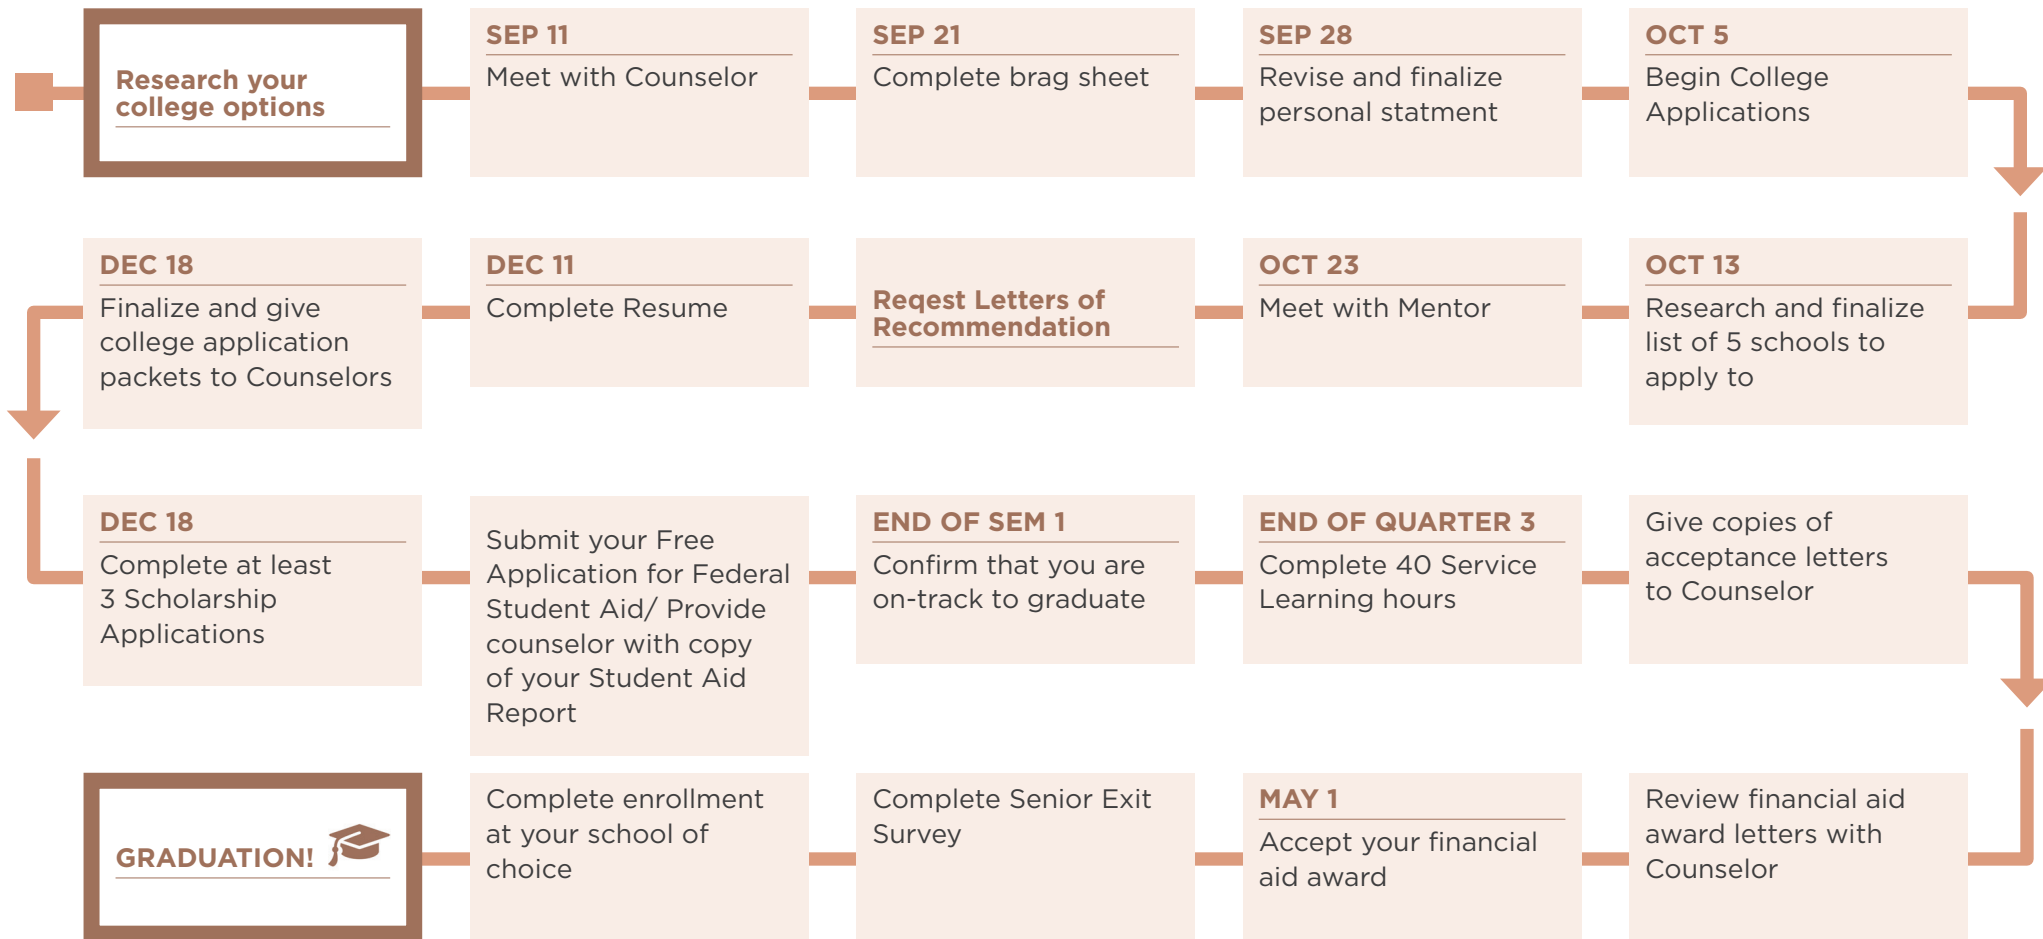 Research your
college options
SEP 11
Meet with Counselor
SEP 21
Complete brag sheet
SEP 28
Revise and finalize
personal statment
OCT 5
Begin College
Applications
OCT 13
Research and finalize
list of 5 schools to
apply to
OCT 23
Meet with Mentor
Reqest Letters of
Recommendation
DEC 11
Complete Resume
DEC 18
Finalize and give
college application
packets to Counselors
DEC 18
Complete at least
3 Scholarship
Applications
Submit your Free
Application for Federal
Student Aid/ Provide
counselor with copy
of your Student Aid
Report
END OF SEM 1
Confirm that you are
on-track to graduate
END OF QUARTER 3
Complete 40 Service
Learning hours
Give copies of
acceptance letters
to Counselor
Review financial aid
award letters with
Counselor
MAY 1
Accept your financial
aid award
Complete Senior Exit
Survey
Complete enrollment
at your school of
choice
GRADUATION!